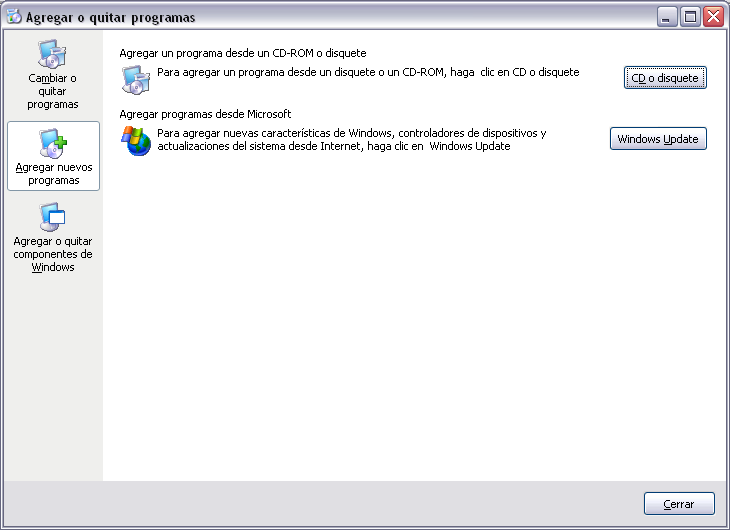 Agregar o quitar programas
Cambiar o
quitar
programas
Agregar nuevos
programas
Agregar o quitar
componentes de
Windows
Agregar un programa desde un CD-ROM o disquete
Para agregar un programa desde un disquete o un CD-ROM, haga clic en CD o disquete
CD o disquete
Agregar programas desde Microsoft
Para agregar nuevas características de Windows, controladores de dispositivos y
actualizaciones del sistema desde Internet, haga clic en Windows Update
Windows Update
Cerrar